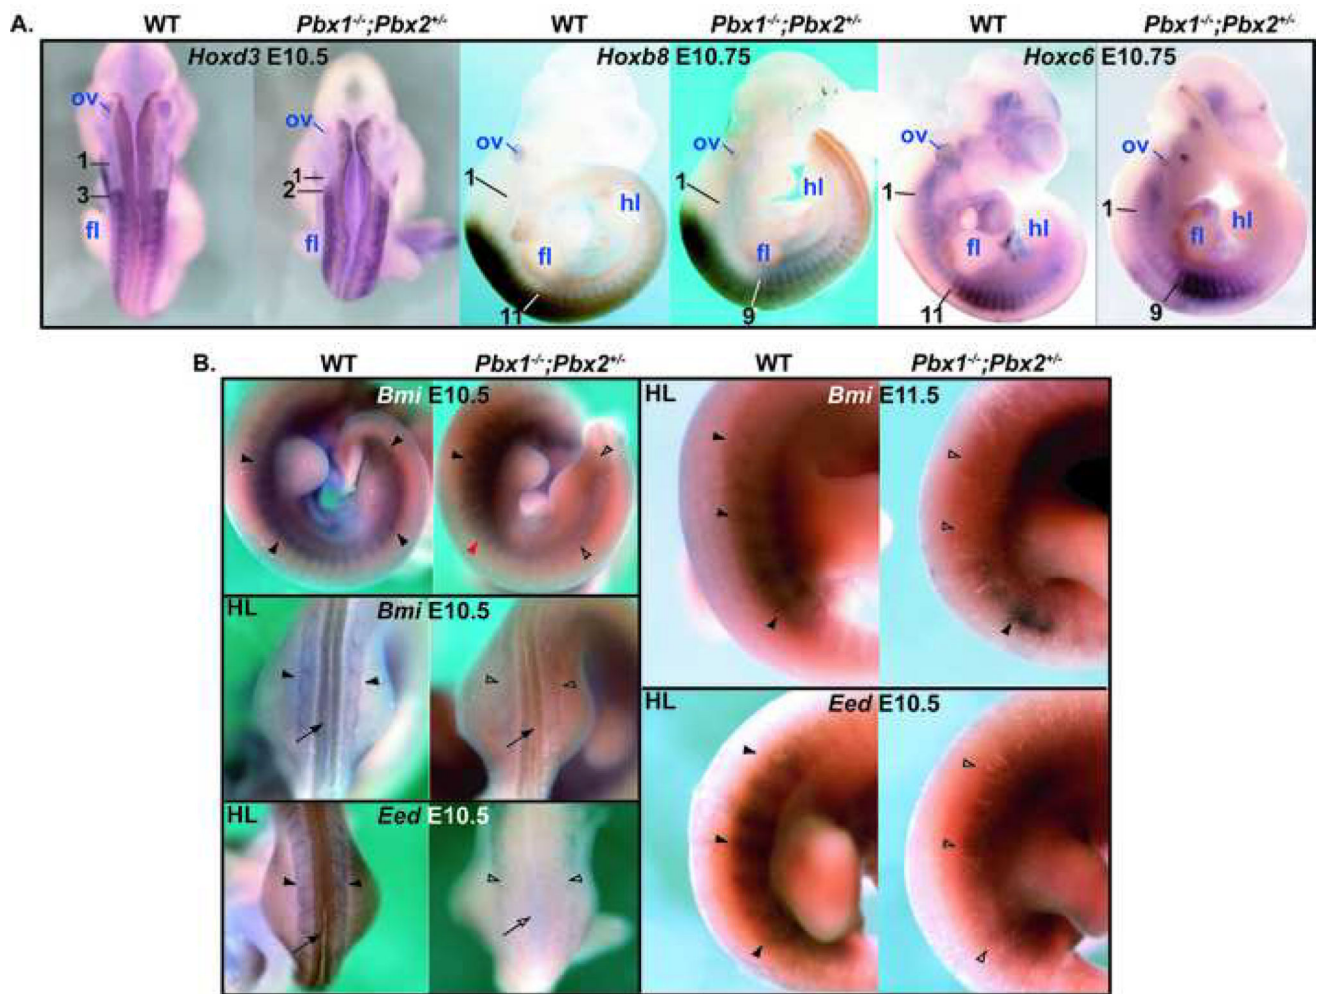 A. WT Pbx1-/-;Pbx2+/- WT Pbx1-/-;Pbx2+/- WT Pbx1-/-;Pbx2+/-
Hoxd3 E10.5 Hoxb8 E10.75 Hoxc6 E10.75
ov 1 3 fl
ov 1 2 fl
ov 1 hl fl 11
ov 1 hl fl 9
ov 1 fl hl 11
ov 1 fl hl 9
B. WT Pbx1-/-;Pbx2+/- WT Pbx1-/-;Pbx2+/-
Bmi E10.5
HL Bmi E10.5
HL Eed E10.5
HL Bmi E11.5
HL Eed E10.5